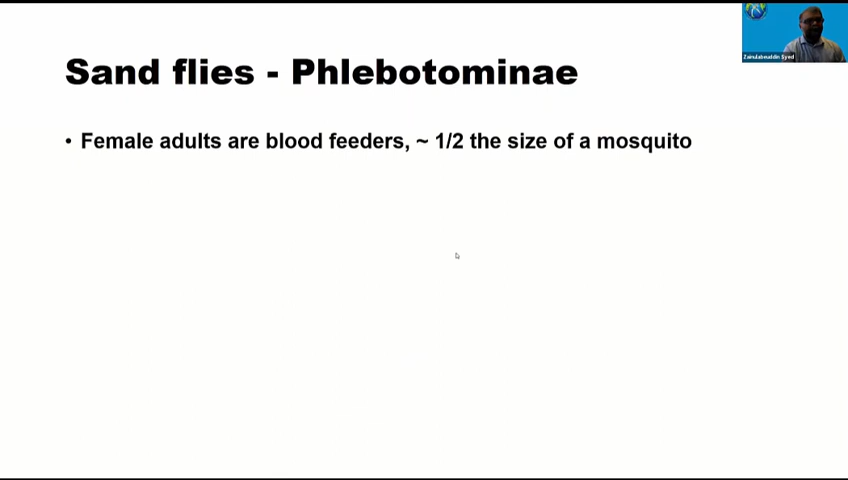 Sand flies - Phlebotominae
• Female adults are blood feeders, ~ 1/2 the size of a mosquito
Zainulabeuddin Syed